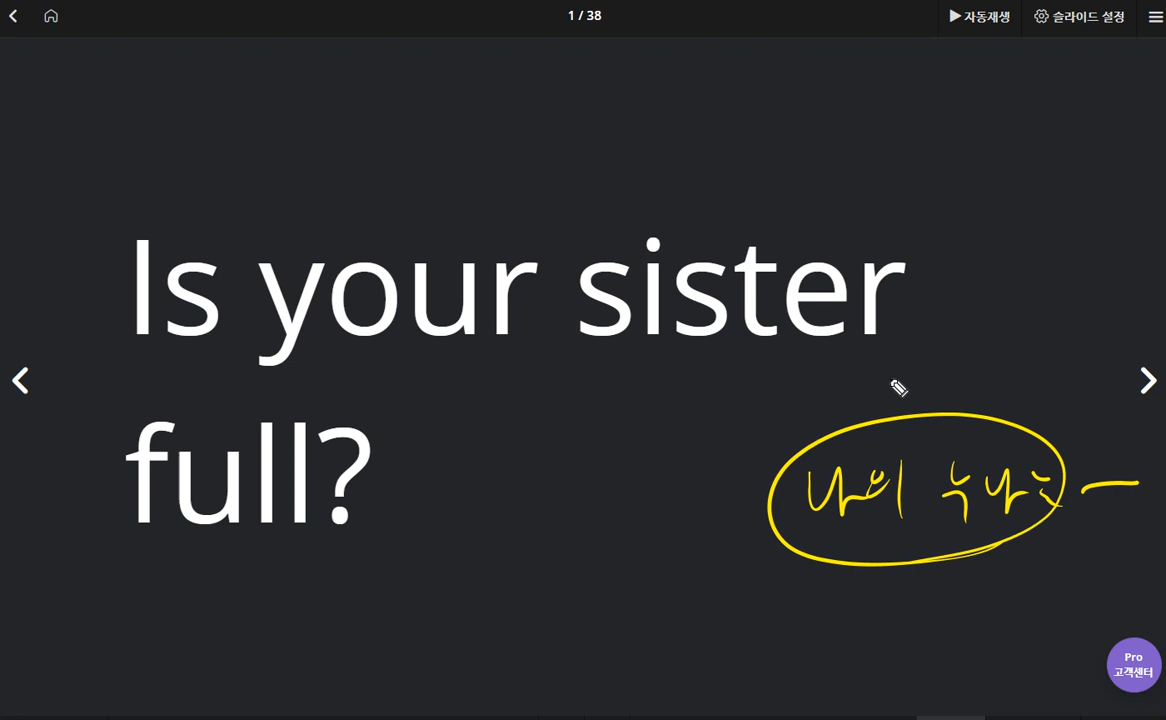 1 / 38
자동재생
슬라이드 설정
Is your sister
full?
나의 누나는 ―
Pro
고객센터